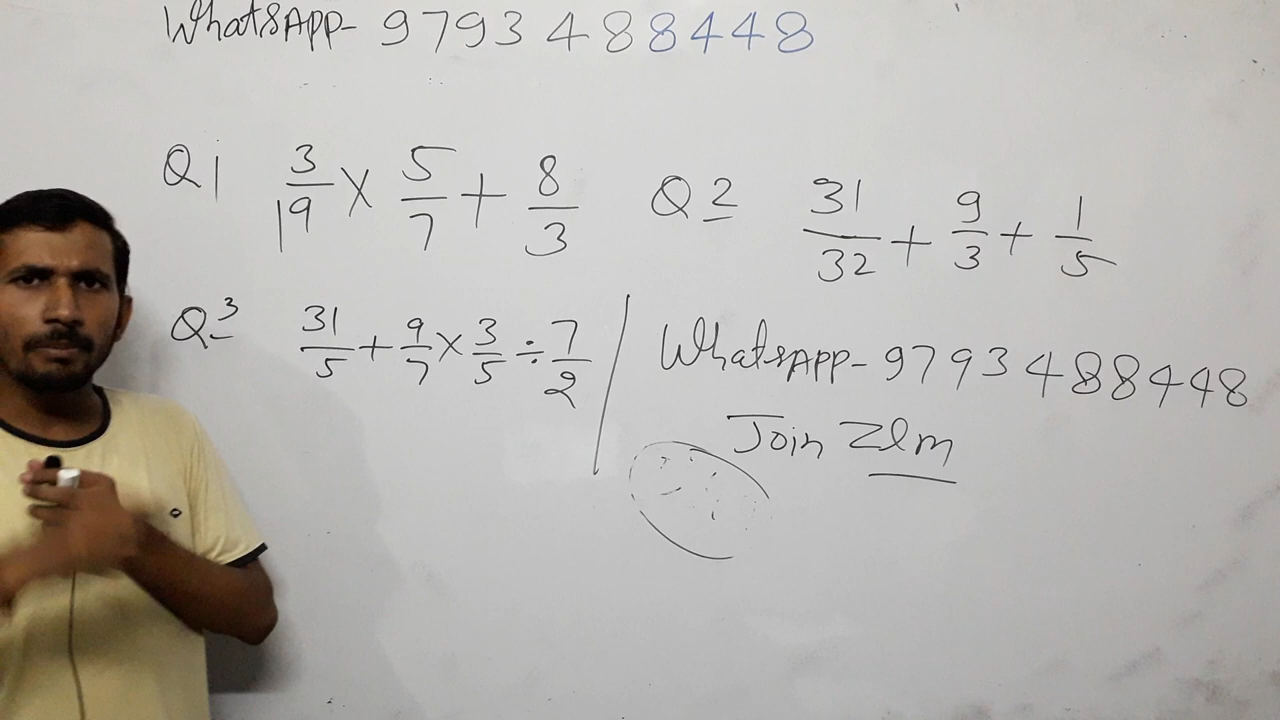 WhatsApp- 9793488448
Q1 3/19 × 5/7 + 8/3
Q2 31/32 + 9/3 + 1/5
Q3 31/5 + 9/7 × 3/5 ÷ 7/2
WhatsApp- 9793488448
Join Zlm